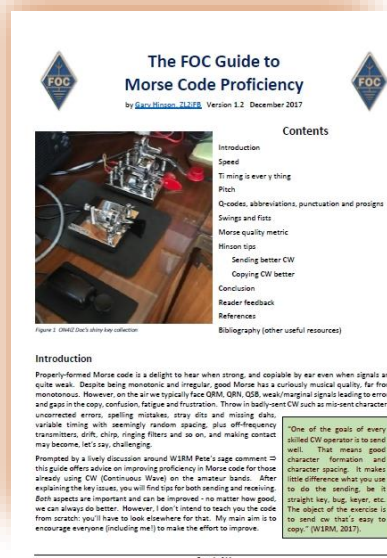 FOC
The FOC Guide to
Morse Code Proficiency
FOC
by Gary Hinson, ZL2iFB Version 1.2 December 2017
Contents
Introduction
Speed
Ti ming is ever y thing
Pitch
Q-codes, abbreviations, punctuation and prosigns
Swings and fists
Morse quality metric
Hinson tips
Sending better CW
Copying CW better
Conclusion
Reader feedback
References
Bibliography (other useful resources)
Figure 1 ON4IZ Doc's shiny key collection
Introduction
Properly-formed Morse code is a delight to hear when strong, and copiable by ear even when signals are
quite weak. Despite being monotonic and irregular, good Morse has a curiously musical quality, far from
monotonous. However, on the air we typically face QRM, QRN, QSB, weak/marginal signals leading to errors
and gaps in the copy, confusion, fatigue and frustration. Throw in badly-sent CW such as mis-sent characters,
uncorrected errors, spelling mistakes, stray dits and missing dahs,
variable timing with seemingly random spacing, plus off-frequency
transmitters, drift, chirp, ringing filters and so on, and making contact
may become, let's say, challenging.
Prompted by a lively discussion around W1RM Pete's sage comment ⇒
this guide offers advice on improving proficiency in Morse code for those
already using CW (Continuous Wave) on the amateur bands. After
explaining the key issues, you will find tips for both sending and receiving.
Both aspects are important and can be improved - no matter how good,
we can always do better. However, I don't intend to teach you the code
from scratch: you'll have to look elsewhere for that. My main aim is to
encourage everyone (including me!) to make the effort to improve.
"One of the goals of every
skilled CW operator is to send
well. That means good
character formation and
character spacing. It makes
little difference what you use
to do the sending, be it
straight key, bug, keyer, etc.
The object of the exercise is
to send cw that's easy to
copy." (W1RM, 2017).